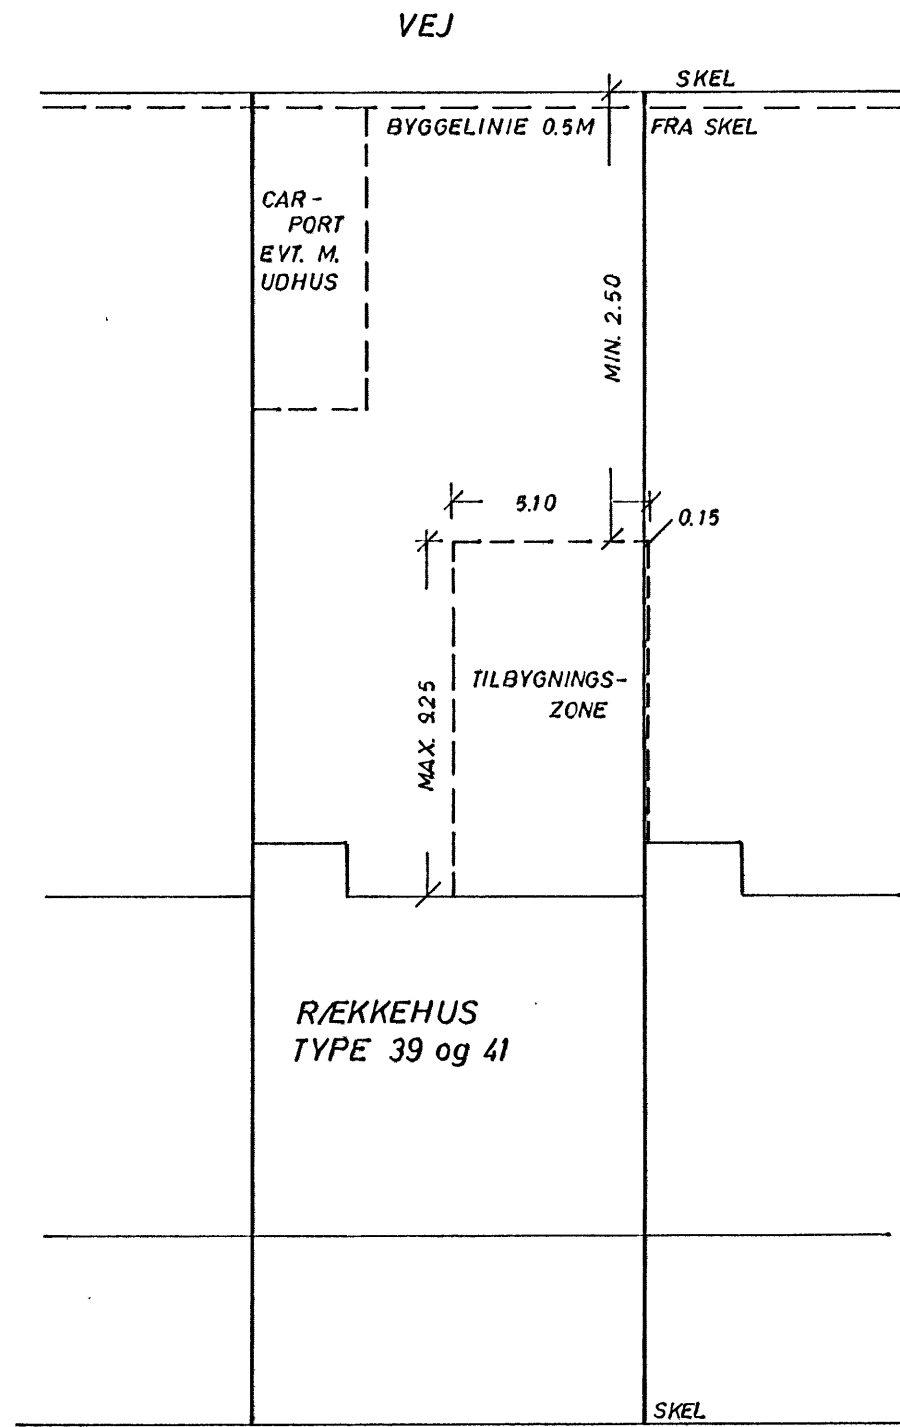 VEJ
SKEL
BYGGELINIE 0.5M FRA SKEL
CAR-
PORT
EVT. M.
UDHUS
MIN. 2.50
5.10
0.15
MAX. 9.25
TILBYGNINGS-
ZONE
RÆKKEHUS
TYPE 39 og 41
SKEL